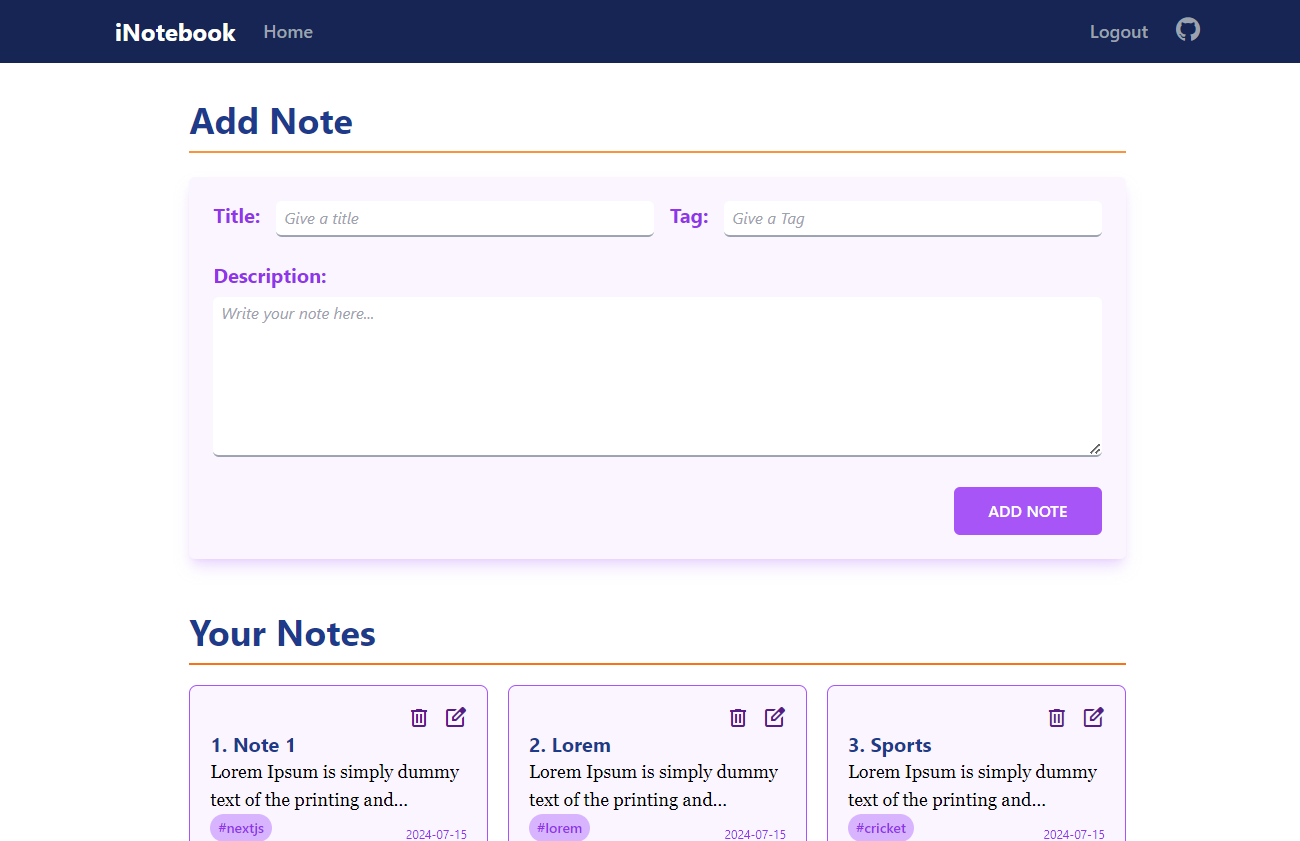 iNotebook Home Logout
Add Note
Title: Give a title Tag: Give a Tag
Description:
Write your note here...
ADD NOTE
Your Notes
1. Note 1
Lorem Ipsum is simply dummy
text of the printing and...
#nextjs 2024-07-15
2. Lorem
Lorem Ipsum is simply dummy
text of the printing and...
#lorem 2024-07-15
3. Sports
Lorem Ipsum is simply dummy
text of the printing and...
#cricket 2024-07-15